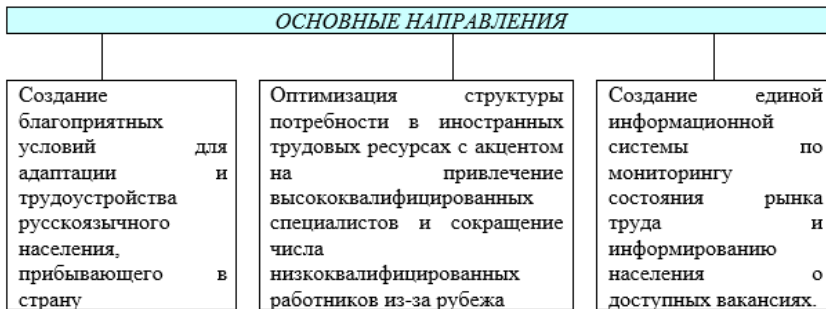 ОСНОВНЫЕ НАПРАВЛЕНИЯ
Создание
благоприятных
условий для
адаптации и
трудоустройства
русскоязычного
населения,
прибывающего в
страну
Оптимизация структуры
потребности в иностранных
трудовых ресурсах с акцентом
на привлечение
высококвалифицированных
специалистов и сокращение
числа
низкоквалифицированных
работников из-за рубежа
Создание единой
информационной
системы по
мониторингу
состояния рынка
труда и
информированию
населения о
доступных вакансиях.